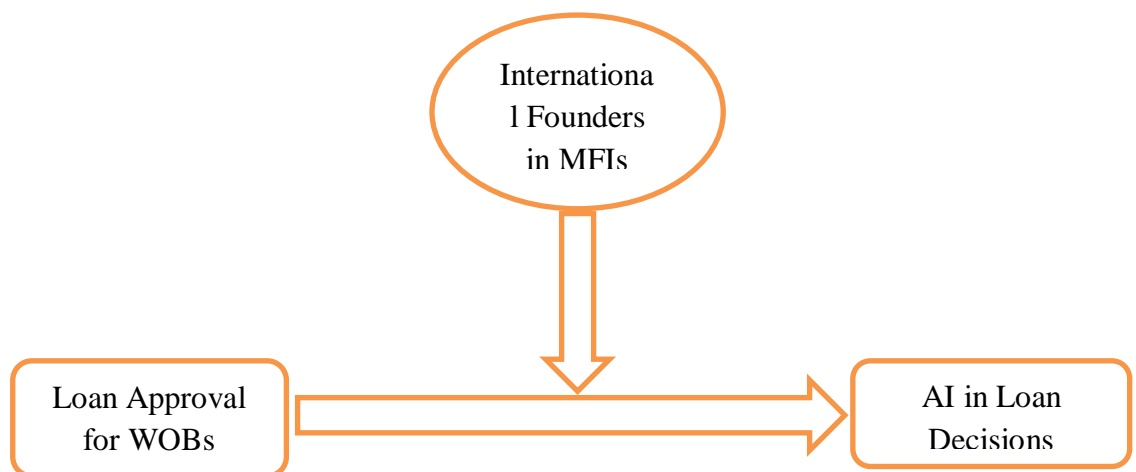 Internationa
l Founders
in MFIs
Loan Approval
for WOBs
AI in Loan
Decisions